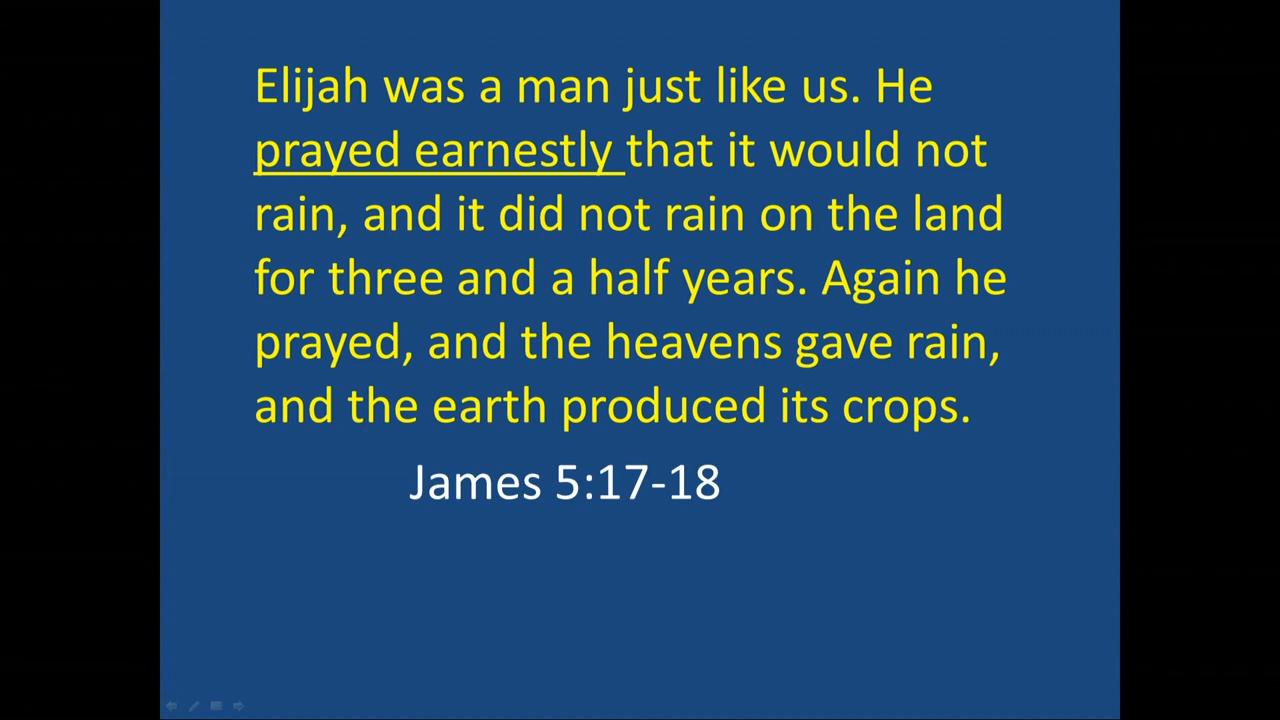 Elijah was a man just like us. He
prayed earnestly that it would not
rain, and it did not rain on the land
for three and a half years. Again he
prayed, and the heavens gave rain,
and the earth produced its crops.
James 5:17-18